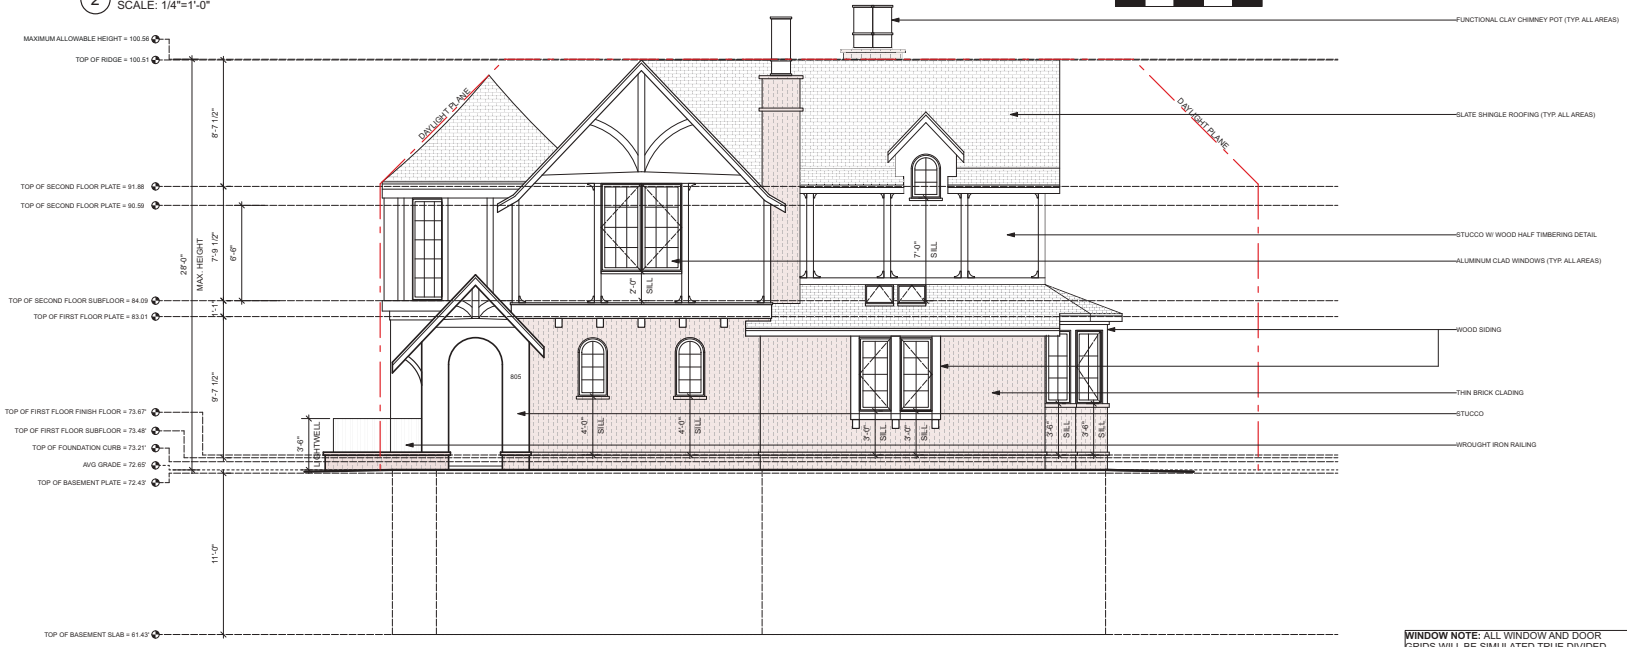 2
SCALE: 1/4"=1'-0"
MAXIMUM ALLOWABLE HEIGHT = 100.56
TOP OF RIDGE = 100.51
TOP OF SECOND FLOOR PLATE = 91.88
TOP OF SECOND FLOOR PLATE = 90.59
TOP OF SECOND FLOOR SUBFLOOR = 84.09
TOP OF FIRST FLOOR PLATE = 83.01
TOP OF FIRST FLOOR FINISH FLOOR = 73.67'
TOP OF FIRST FLOOR SUBFLOOR = 73.48'
TOP OF FOUNDATION CURB = 73.21'
AVG GRADE = 72.65'
TOP OF BASEMENT PLATE = 72.43'
TOP OF BASEMENT SLAB = 61.43'
28'-0"
MAX. HEIGHT
8'-7 1/2"
7'-9 1/2"
6'-6"
1'-1"
9'-7 1/2"
11'-0"
3'-6"
LIGHTWELL
DAYLIGHT PLANE
DAYLIGHT PLANE
2'-0"
SILL
7'-0"
SILL
805
4'-0"
SILL
4'-0"
SILL
3'-0"
SILL
3'-0"
SILL
3'-6"
SILL
3'-6"
SILL
FUNCTIONAL CLAY CHIMNEY POT (TYP. ALL AREAS)
SLATE SHINGLE ROOFING (TYP. ALL AREAS)
STUCCO W/ WOOD HALF TIMBERING DETAIL
ALUMINUM CLAD WINDOWS (TYP. ALL AREAS)
WOOD SIDING
THIN BRICK CLADING
STUCCO
WROUGHT IRON RAILING
WINDOW NOTE: ALL WINDOW AND DOOR
GRIDS WILL BE SIMULATED TRUE DIVIDED